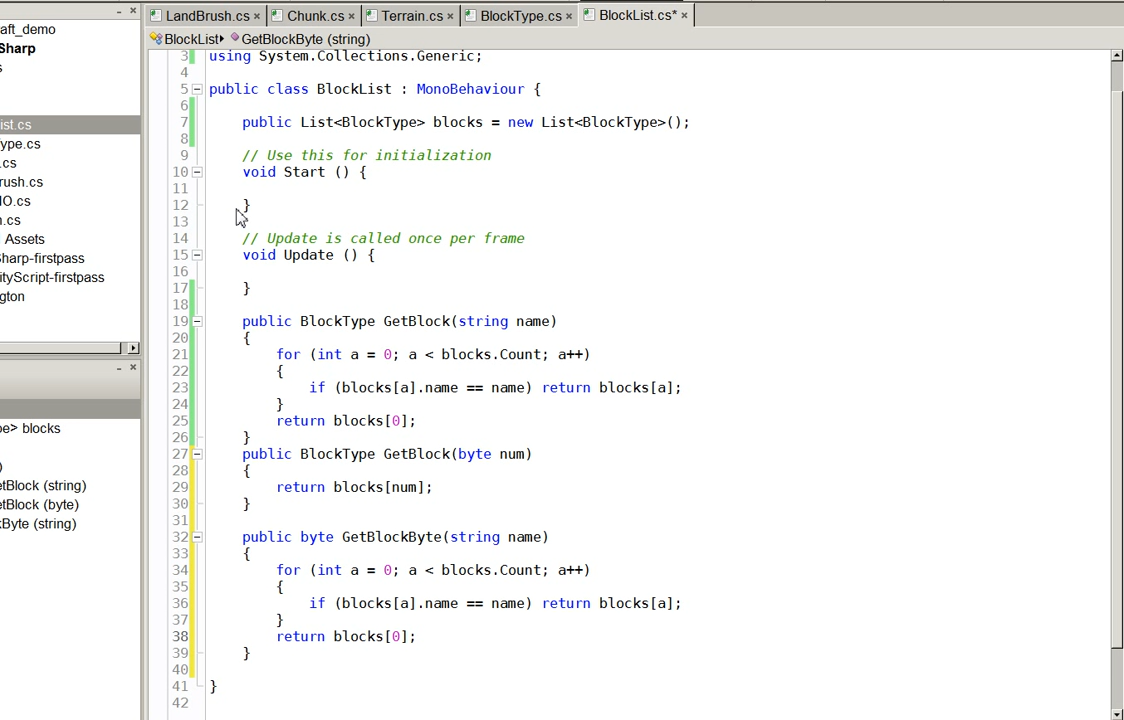 LandBrush.cs × Chunk.cs × Terrain.cs × BlockType.cs × BlockList.cs* ×
BlockList▸ GetBlockByte (string)
aft_demo
Sharp
s
ist.cs
ype.cs
.cs
rush.cs
IO.cs
n.cs
Assets
Sharp-firstpass
ityScript-firstpass
gton
pe> blocks
)
etBlock (string)
etBlock (byte)
kByte (string)
3 using System.Collections.Generic;
4
5 public class BlockList : MonoBehaviour {
6
7 public List<BlockType> blocks = new List<BlockType>();
8
9 // Use this for initialization
10 void Start () {
11
12 }
13
14 // Update is called once per frame
15 void Update () {
16
17 }
18
19 public BlockType GetBlock(string name)
20 {
21 for (int a = 0; a < blocks.Count; a++)
22 {
23 if (blocks[a].name == name) return blocks[a];
24 }
25 return blocks[0];
26 }
27 public BlockType GetBlock(byte num)
28 {
29 return blocks[num];
30 }
31
32 public byte GetBlockByte(string name)
33 {
34 for (int a = 0; a < blocks.Count; a++)
35 {
36 if (blocks[a].name == name) return blocks[a];
37 }
38 return blocks[0];
39 }
40
41 }
42